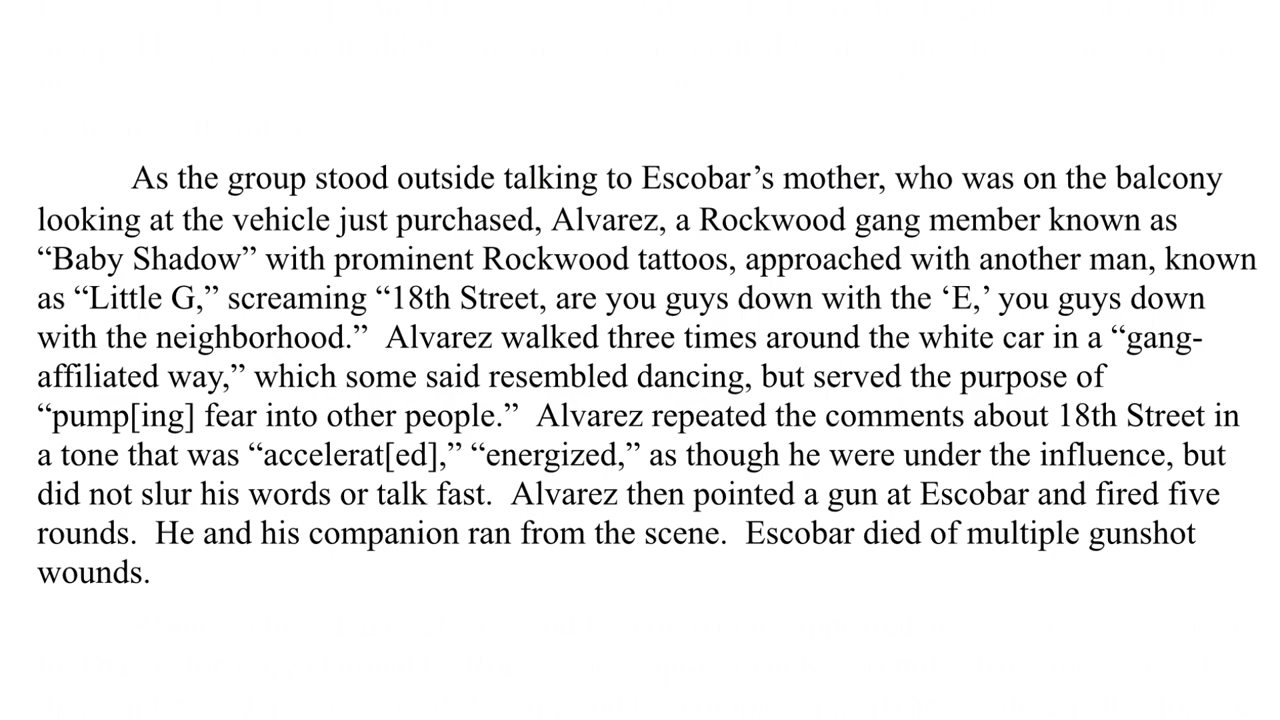 As the group stood outside talking to Escobar’s mother, who was on the balcony
looking at the vehicle just purchased, Alvarez, a Rockwood gang member known as
“Baby Shadow” with prominent Rockwood tattoos, approached with another man, known
as “Little G,” screaming “18th Street, are you guys down with the ‘E,’ you guys down
with the neighborhood.”  Alvarez walked three times around the white car in a “gang-
affiliated way,” which some said resembled dancing, but served the purpose of
“pump[ing] fear into other people.”  Alvarez repeated the comments about 18th Street in
a tone that was “accelerat[ed],” “energized,” as though he were under the influence, but
did not slur his words or talk fast.  Alvarez then pointed a gun at Escobar and fired five
rounds.  He and his companion ran from the scene.  Escobar died of multiple gunshot
wounds.